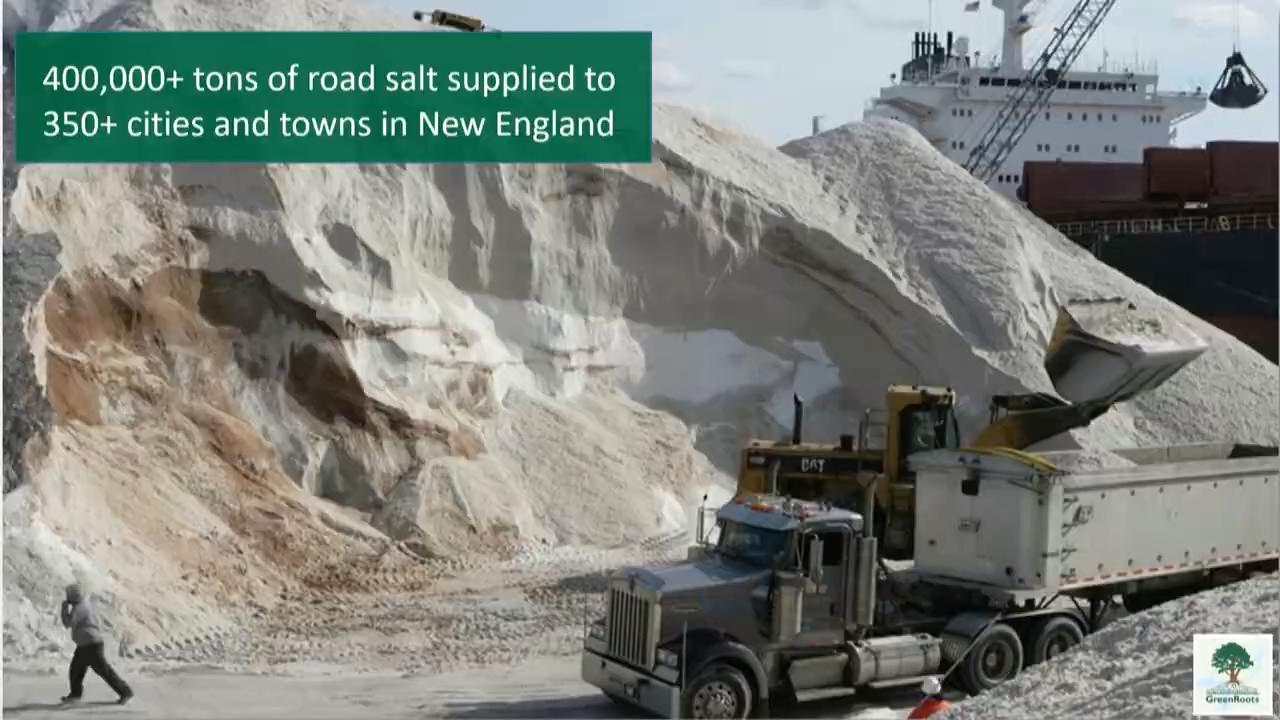 400,000+ tons of road salt supplied to
350+ cities and towns in New England
CAT
GreenRoots